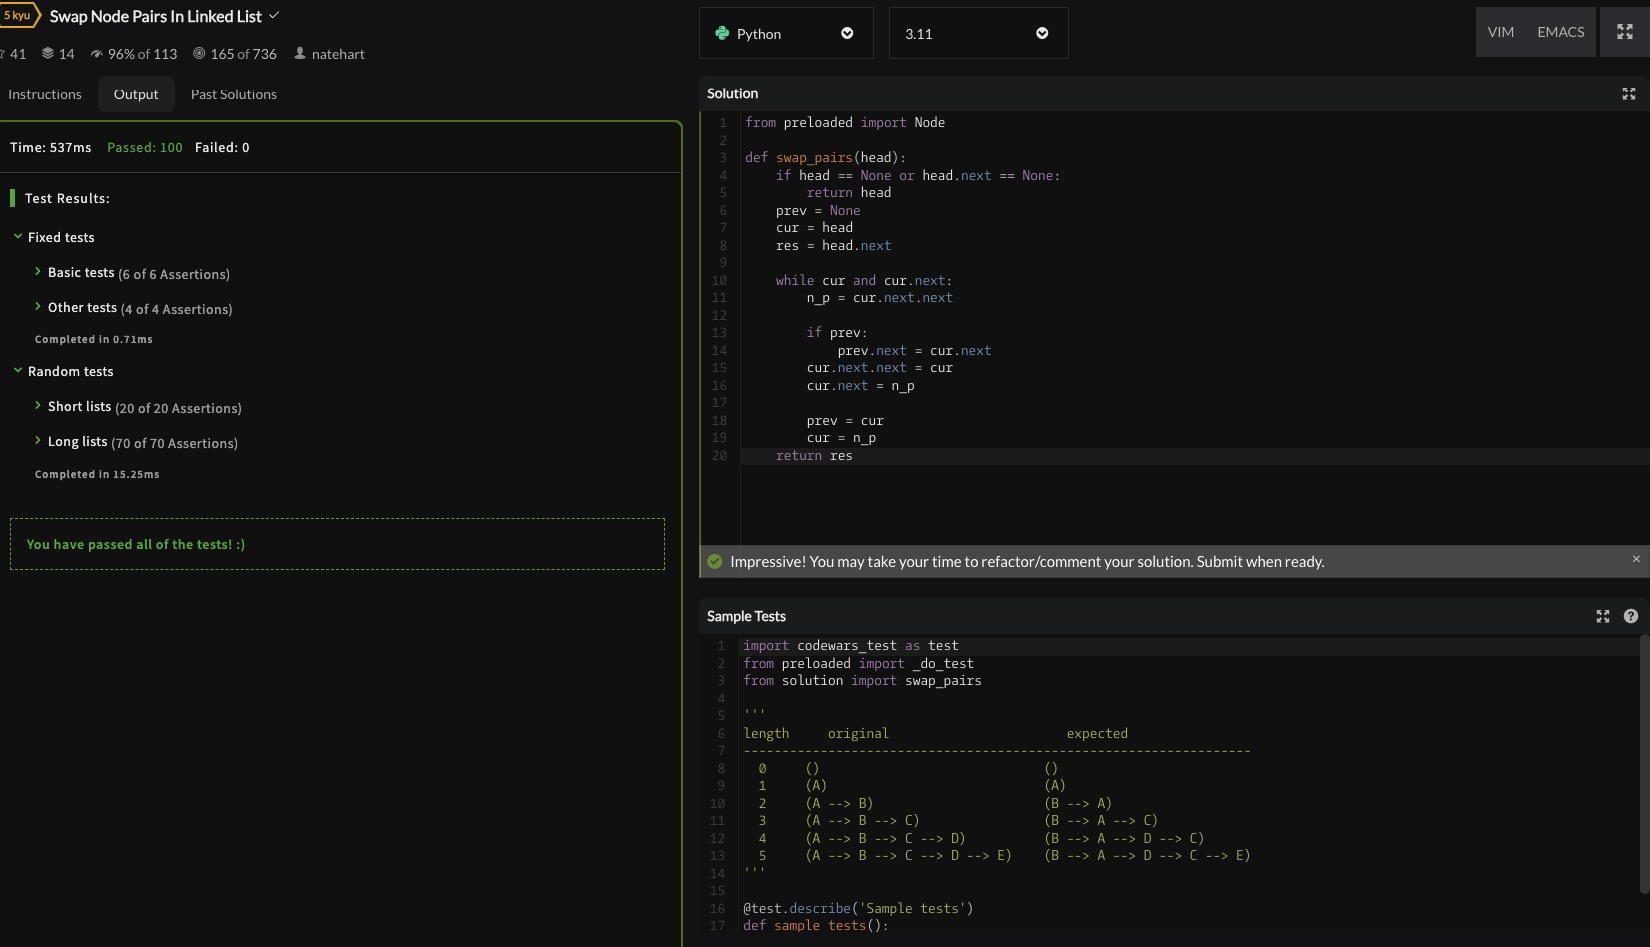 5 kyu Swap Node Pairs In Linked List
41 14 96% of 113 165 of 736 natehart
Instructions Output Past Solutions
Time: 537ms Passed: 100 Failed: 0
Test Results:
Fixed tests
Basic tests (6 of 6 Assertions)
Other tests (4 of 4 Assertions)
Completed in 0.71ms
Random tests
Short lists (20 of 20 Assertions)
Long lists (70 of 70 Assertions)
Completed in 15.25ms
You have passed all of the tests! :)
Python 3.11 VIM EMACS
Solution
1 from preloaded import Node
2
3 def swap_pairs(head):
4     if head == None or head.next == None:
5         return head
6     prev = None
7     cur = head
8     res = head.next
9
10     while cur and cur.next:
11         n_p = cur.next.next
12
13         if prev:
14             prev.next = cur.next
15         cur.next.next = cur
16         cur.next = n_p
17
18         prev = cur
19         cur = n_p
20     return res
Impressive! You may take your time to refactor/comment your solution. Submit when ready. ×
Sample Tests ?
1 import codewars_test as test
2 from preloaded import _do_test
3 from solution import swap_pairs
4
5 '''
6 length     original                       expected
7 ------------------------------------------------------------------
8   0     ()                             ()
9   1     (A)                            (A)
10   2     (A --> B)                      (B --> A)
11   3     (A --> B --> C)                (B --> A --> C)
12   4     (A --> B --> C --> D)          (B --> A --> D --> C)
13   5     (A --> B --> C --> D --> E)    (B --> A --> D --> C --> E)
14 '''
15
16 @test.describe('Sample tests')
17 def sample_tests():